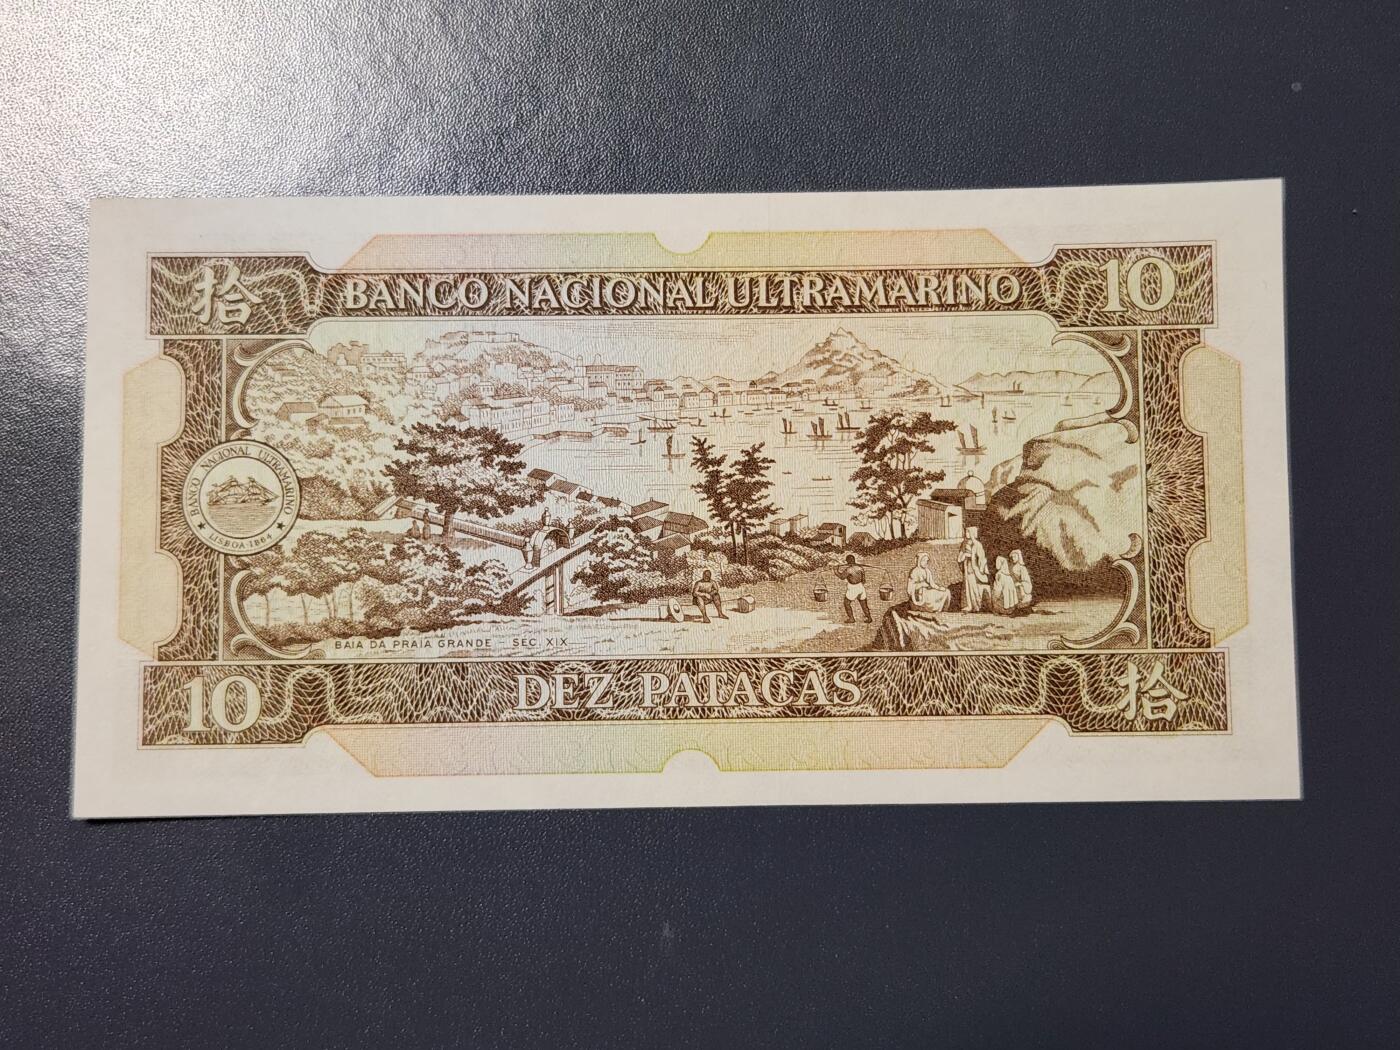 拾
BANCO NACIONAL ULTRAMARINO
10
BANCO NACIONAL ULTRAMARINO
★ LISBOA·1864 ★
BAIA DA PRAIA GRANDE - SEC. XIX
10
DEZ PATACAS
拾